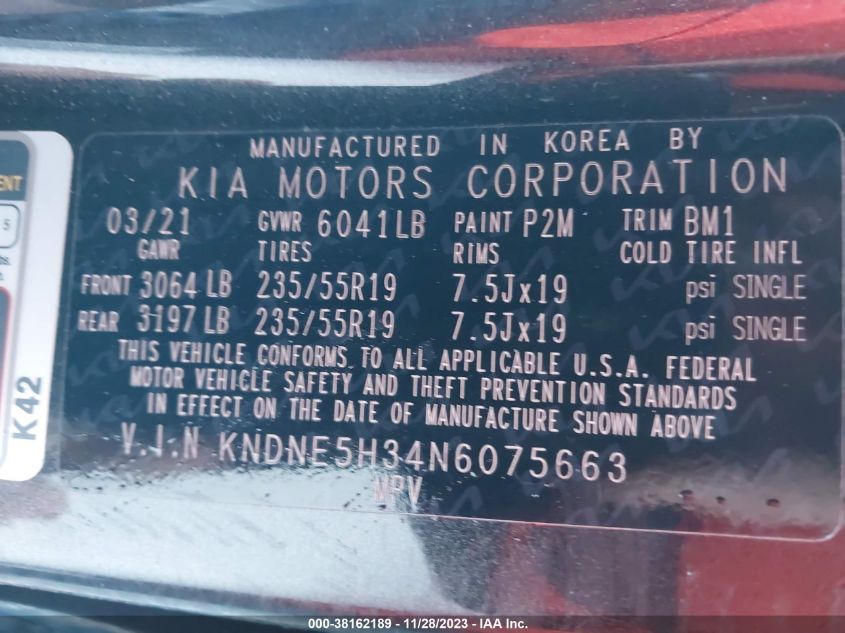 MANUFACTURED IN KOREA BY
KIA MOTORS CORPORATION
03/21 GVWR 6041LB PAINT P2M TRIM BM1
GAWR TIRES RIMS COLD TIRE INFL
FRONT 3064 LB 235/55R19 7.5Jx19 psi SINGLE
REAR 3197 LB 235/55R19 7.5Jx19 psi SINGLE
THIS VEHICLE CONFORMS TO ALL APPLICABLE U.S.A. FEDERAL
MOTOR VEHICLE SAFETY AND THEFT PREVENTION STANDARDS
IN EFFECT ON THE DATE OF MANUFACTURE SHOWN ABOVE
V.I.N KNDNE5H34N6075663
MPV
K42
5
000-38162189 - 11/28/2023 - IAAI.com